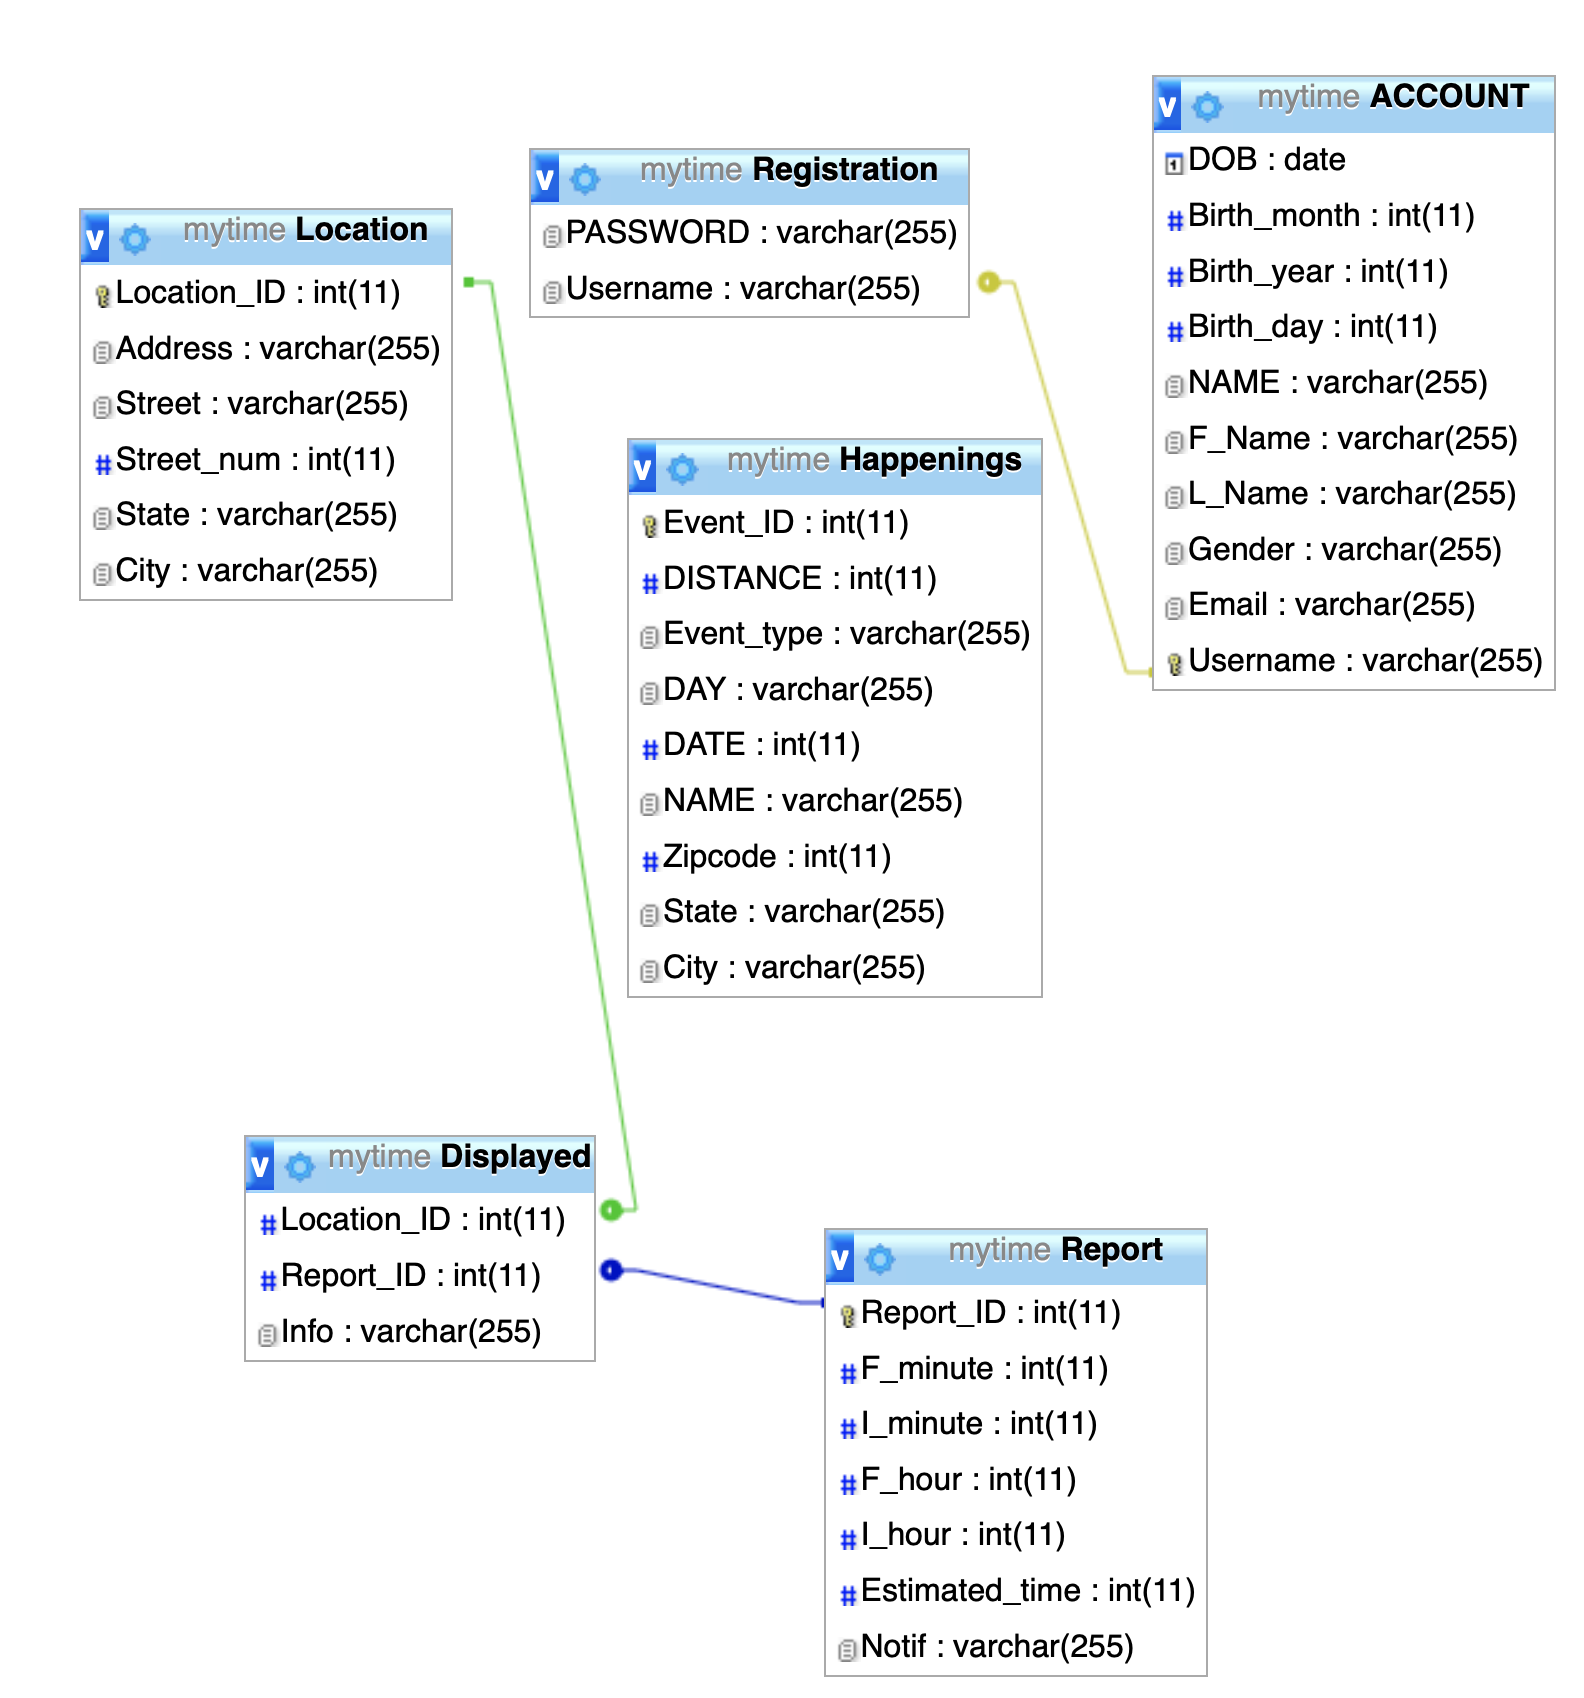 mytime ACCOUNT
DOB : date
Birth_month : int(11)
Birth_year : int(11)
Birth_day : int(11)
NAME : varchar(255)
F_Name : varchar(255)
L_Name : varchar(255)
Gender : varchar(255)
Email : varchar(255)
Username : varchar(255)
mytime Registration
PASSWORD : varchar(255)
Username : varchar(255)
mytime Location
Location_ID : int(11)
Address : varchar(255)
Street : varchar(255)
Street_num : int(11)
State : varchar(255)
City : varchar(255)
mytime Happenings
Event_ID : int(11)
DISTANCE : int(11)
Event_type : varchar(255)
DAY : varchar(255)
DATE : int(11)
NAME : varchar(255)
Zipcode : int(11)
State : varchar(255)
City : varchar(255)
mytime Displayed
Location_ID : int(11)
Report_ID : int(11)
Info : varchar(255)
mytime Report
Report_ID : int(11)
F_minute : int(11)
I_minute : int(11)
F_hour : int(11)
I_hour : int(11)
Estimated_time : int(11)
Notif : varchar(255)